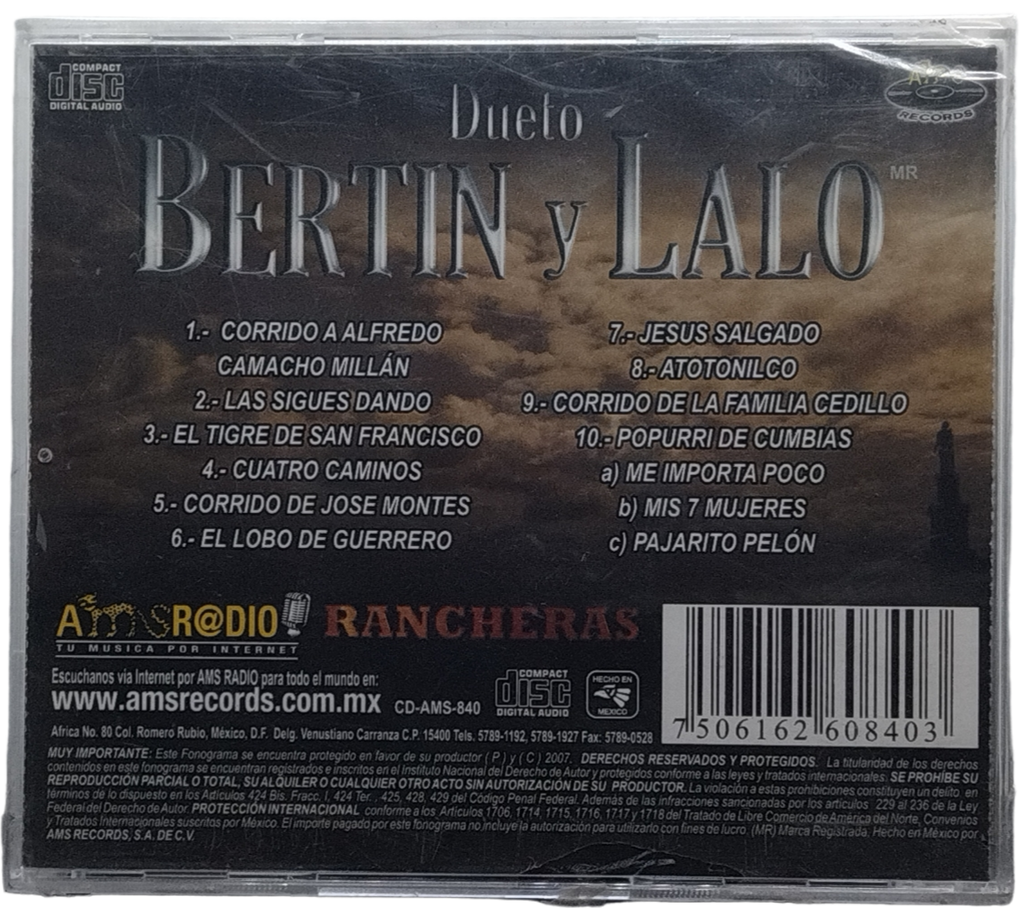 COMPACT
disc
DIGITAL AUDIO
AMS
RECORDS
Dueto
BERTIN y LALO MR
1.- CORRIDO A ALFREDO
CAMACHO MILLÁN
2.- LAS SIGUES DANDO
3.- EL TIGRE DE SAN FRANCISCO
4.- CUATRO CAMINOS
5.- CORRIDO DE JOSE MONTES
6.- EL LOBO DE GUERRERO
7.- JESUS SALGADO
8.- ATOTONILCO
9.- CORRIDO DE LA FAMILIA CEDILLO
10.- POPURRI DE CUMBIAS
a) ME IMPORTA POCO
b) MIS 7 MUJERES
c) PAJARITO PELÓN
AMSR@DIO
TU MUSICA POR INTERNET
RANCHERAS
Escuchanos via Internet por AMS RADIO para todo el mundo en:
www.amsrecords.com.mx
CD-AMS-840
COMPACT
disc
DIGITAL AUDIO
HECHO EN
MEXICO
7 506162 608403
Africa No. 80 Col. Romero Rubio, México, D.F. Delg. Venustiano Carranza C.P. 15400 Tels. 5789-1192, 5789-1927 Fax: 5789-0528
MUY IMPORTANTE: Este Fonograma se encuentra protegido en favor de su productor ( P ) y ( C ) 2007. DERECHOS RESERVADOS Y PROTEGIDOS. La titularidad de los derechos
contenidos en este fonograma se encuentran registrados e inscritos en el Instituto Nacional del Derecho de Autor y protegidos conforme a las leyes y tratados internacionales. SE PROHIBE SU
REPRODUCCIÓN PARCIAL O TOTAL, ALQUILER O CUALQUIER OTRO ACTO SIN AUTORIZACIÓN DE SU PRODUCTOR. La violación a estas prohibiciones constituyen un delito. en
términos de lo dispuesto en los Artículos 424 Bis. Fracc. I, 424 Ter., 425, 428, 429 del Código Penal Federal. Además de las infracciones sancionadas por los artículos 229 al 236 de la Ley
Federal del Derecho de Autor. PROTECCIÓN INTERNACIONAL conforme a los Artículos 1706, 1714, 1715, 1716, 1717 y 1718 del Tratado de Libre Comercio de América del Norte, Convenios
y Tratados Internacionales suscritos por México. El importe pagado por este fonograma no incluye la autorización para utilizarlo con fines de lucro. (MR) Marca Registrada. Hecho en México por
AMS RECORDS, S.A. DE C.V.